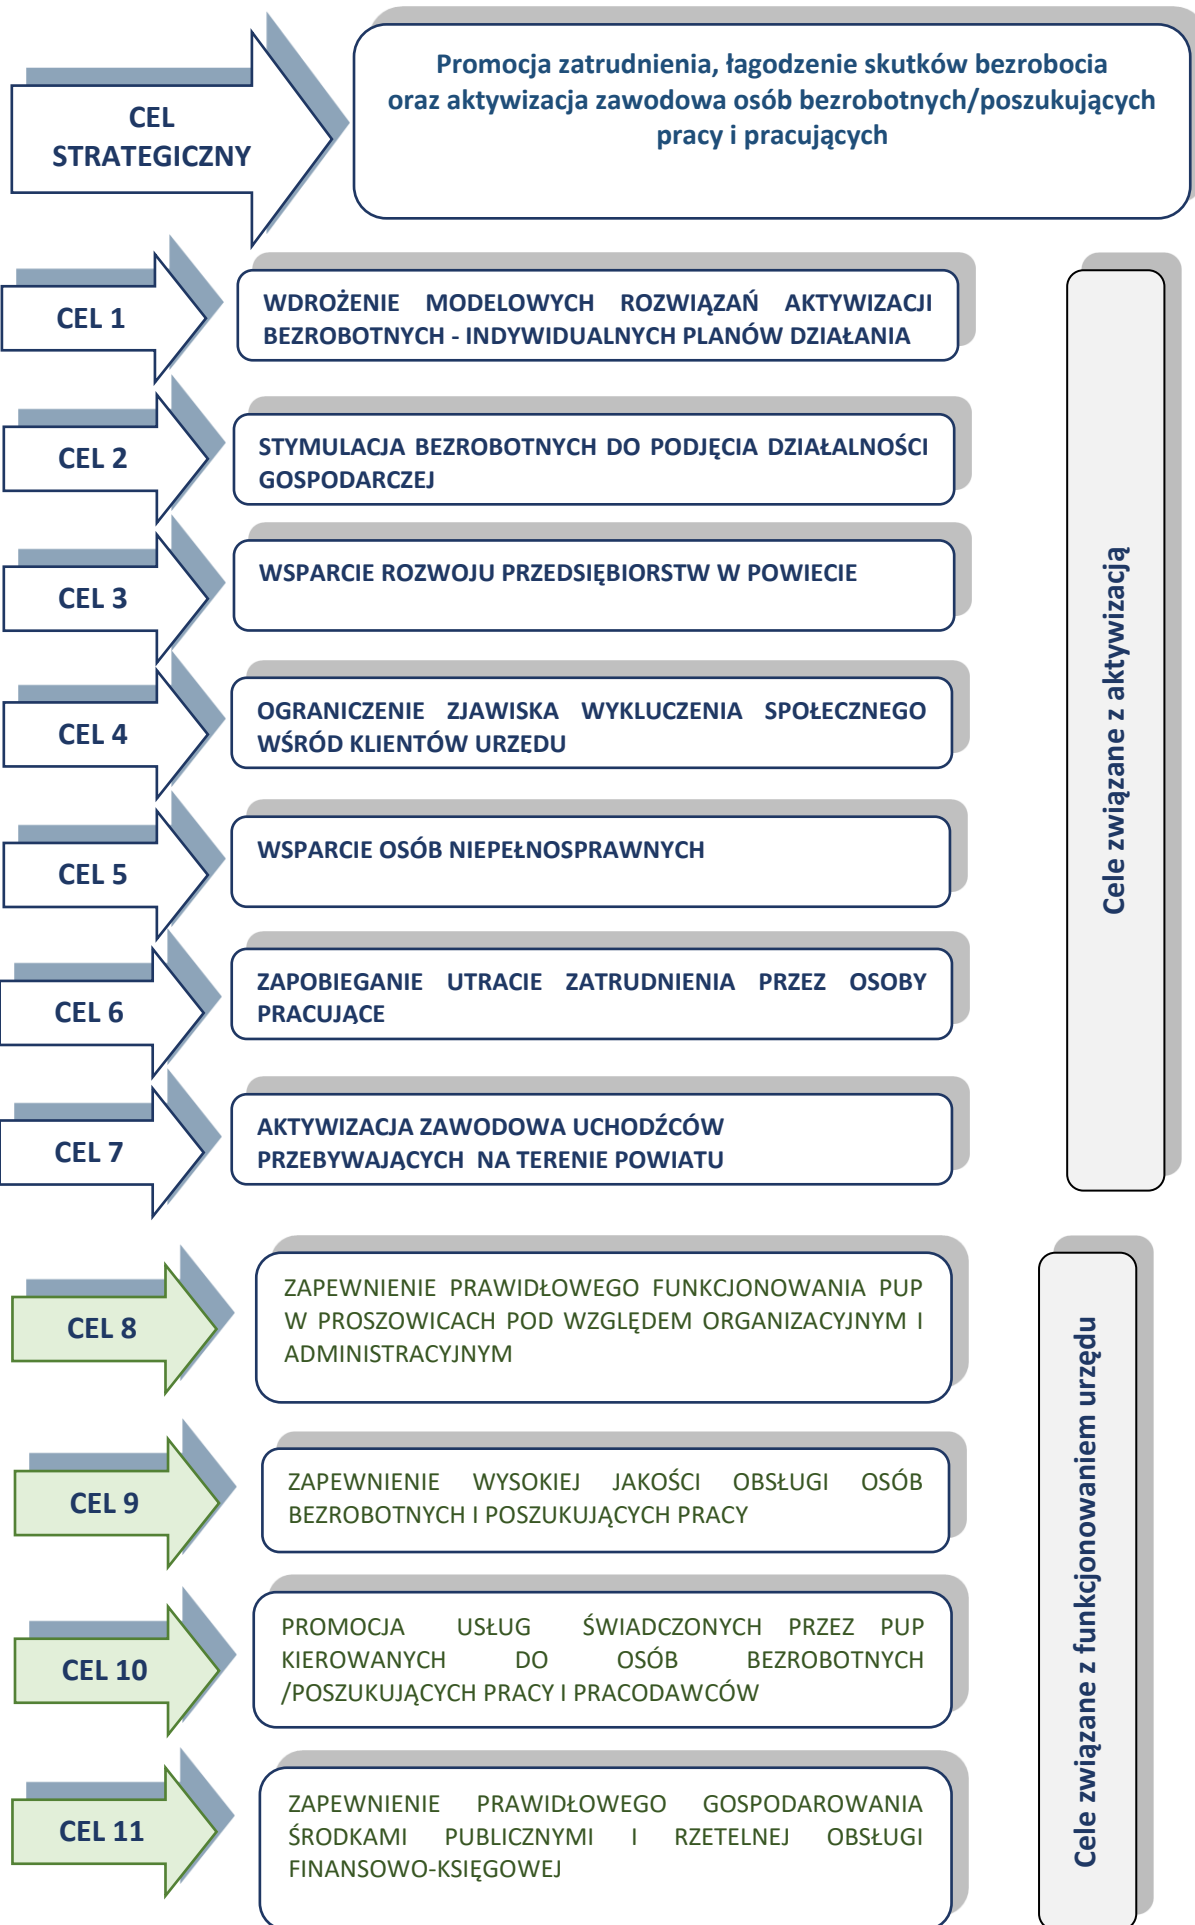 CEL
STRATEGICZNY
Promocja zatrudnienia, łagodzenie skutków bezrobocia
oraz aktywizacja zawodowa osób bezrobotnych/poszukujących
pracy i pracujących
CEL 1
WDROŻENIE MODELOWYCH ROZWIĄZAŃ AKTYWIZACJI
BEZROBOTNYCH - INDYWIDUALNYCH PLANÓW DZIAŁANIA
CEL 2
STYMULACJA BEZROBOTNYCH DO PODJĘCIA DZIAŁALNOŚCI
GOSPODARCZEJ
CEL 3
WSPARCIE ROZWOJU PRZEDSIĘBIORSTW W POWIECIE
CEL 4
OGRANICZENIE ZJAWISKA WYKLUCZENIA SPOŁECZNEGO
WŚRÓD KLIENTÓW URZĘDU
CEL 5
WSPARCIE OSÓB NIEPEŁNOSPRAWNYCH
CEL 6
ZAPOBIEGANIE UTRACIE ZATRUDNIENIA PRZEZ OSOBY
PRACUJĄCE
CEL 7
AKTYWIZACJA ZAWODOWA UCHODŹCÓW
PRZEBYWAJĄCYCH NA TERENIE POWIATU
Cele związane z aktywizacją
CEL 8
ZAPEWNIENIE PRAWIDŁOWEGO FUNKCJONOWANIA PUP
W PROSZOWICACH POD WZGLĘDEM ORGANIZACYJNYM I
ADMINISTRACYJNYM
CEL 9
ZAPEWNIENIE WYSOKIEJ JAKOŚCI OBSŁUGI OSÓB
BEZROBOTNYCH I POSZUKUJĄCYCH PRACY
CEL 10
PROMOCJA USŁUG ŚWIADCZONYCH PRZEZ PUP
KIEROWANYCH DO OSÓB BEZROBOTNYCH
/POSZUKUJĄCYCH PRACY I PRACODAWCÓW
CEL 11
ZAPEWNIENIE PRAWIDŁOWEGO GOSPODAROWANIA
ŚRODKAMI PUBLICZNYMI I RZETELNEJ OBSŁUGI
FINANSOWO-KSIĘGOWEJ
Cele związane z funkcjonowaniem urzędu